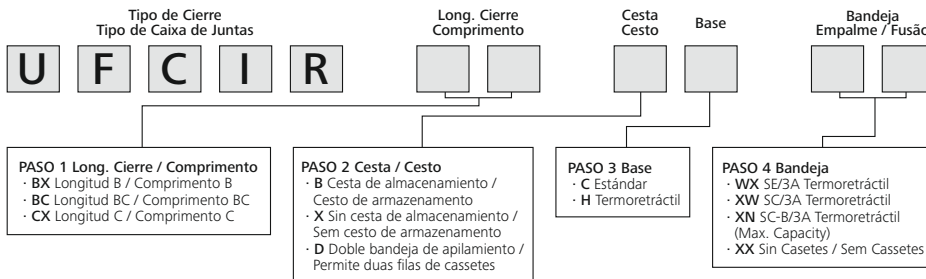 Tipo de Cierre
Tipo de Caixa de Juntas
Long. Cierre
Comprimento
Cesta
Cesto
Base
Bandeja
Empalme / Fusão
U F C I R
PASO 1 Long. Cierre / Comprimento
· BX Longitud B / Comprimento B
· BC Longitud BC / Comprimento BC
· CX Longitud C / Comprimento C
PASO 2 Cesta / Cesto
· B Cesta de almacenamiento /
Cesto de armazenamento
· X Sin cesta de almacenamiento /
Sem cesto de armazenamento
· D Doble bandeja de apilamiento /
Permite duas filas de cassetes
PASO 3 Base
· C Estándar
· H Termoretráctil
PASO 4 Bandeja
· WX SE/3A Termoretráctil
· XW SC/3A Termoretráctil
· XN SC-B/3A Termoretráctil
(Max. Capacity)
· XX Sin Casetes / Sem Cassetes